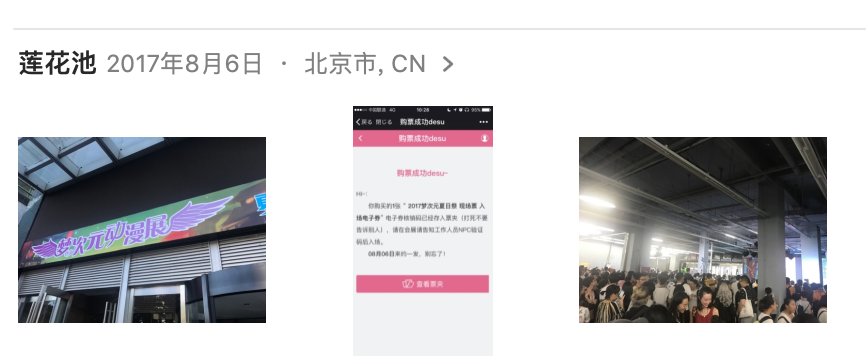 莲花池 2017年8月6日 · 北京市, CN
梦次元动漫展
中国联通 4G 10:28 96%
戻る 閉じる 购票成功desu
购票成功desu
购票成功desu~
Hi~:
你购买的1张“ 2017梦次元夏日祭 现场票 入
场电子券”电子券核销码已经存入票夹（打死不要
告诉别人），请在会展请告知工作人员NPC验证
码后入场。
08月06日来约一发，别忘了!
查看票夹